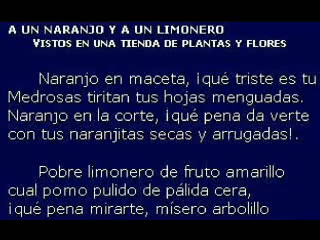 A UN NARANJO Y A UN LIMONERO
VISTOS EN UNA TIENDA DE PLANTAS Y FLORES
Naranjo en maceta, ¡qué triste es tu
Medrosas tiritan tus hojas menguadas.
Naranjo en la corte, ¡qué pena da verte
con tus naranjitas secas y arrugadas!.
Pobre limonero de fruto amarillo
cual pomo pulido de pálida cera,
¡qué pena mirarte, mísero arbolillo